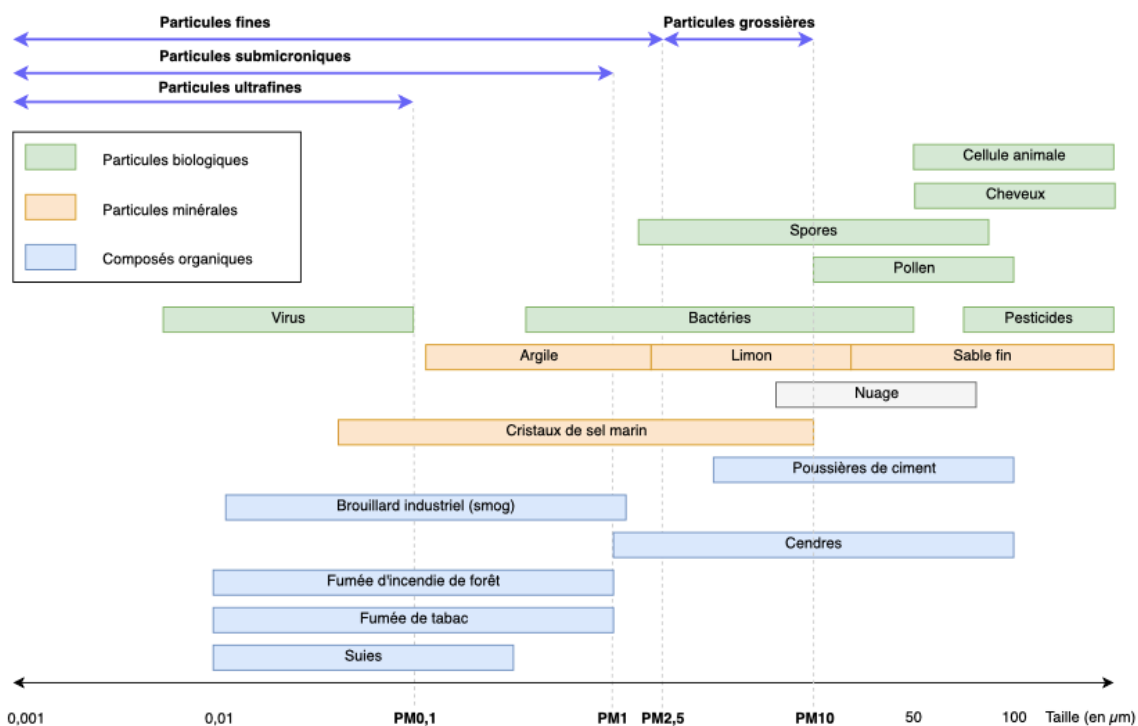 Particules fines
Particules grossières
Particules submicroniques
Particules ultrafines
Particules biologiques
Particules minérales
Composés organiques
Cellule animale
Cheveux
Spores
Pollen
Virus
Bactéries
Pesticides
Argile
Limon
Sable fin
Nuage
Cristaux de sel marin
Poussières de ciment
Brouillard industriel (smog)
Cendres
Fumée d'incendie de forêt
Fumée de tabac
Suies
0,001 0,01 PM0,1 PM1 PM2,5 PM10 50 100 Taille (en µm)